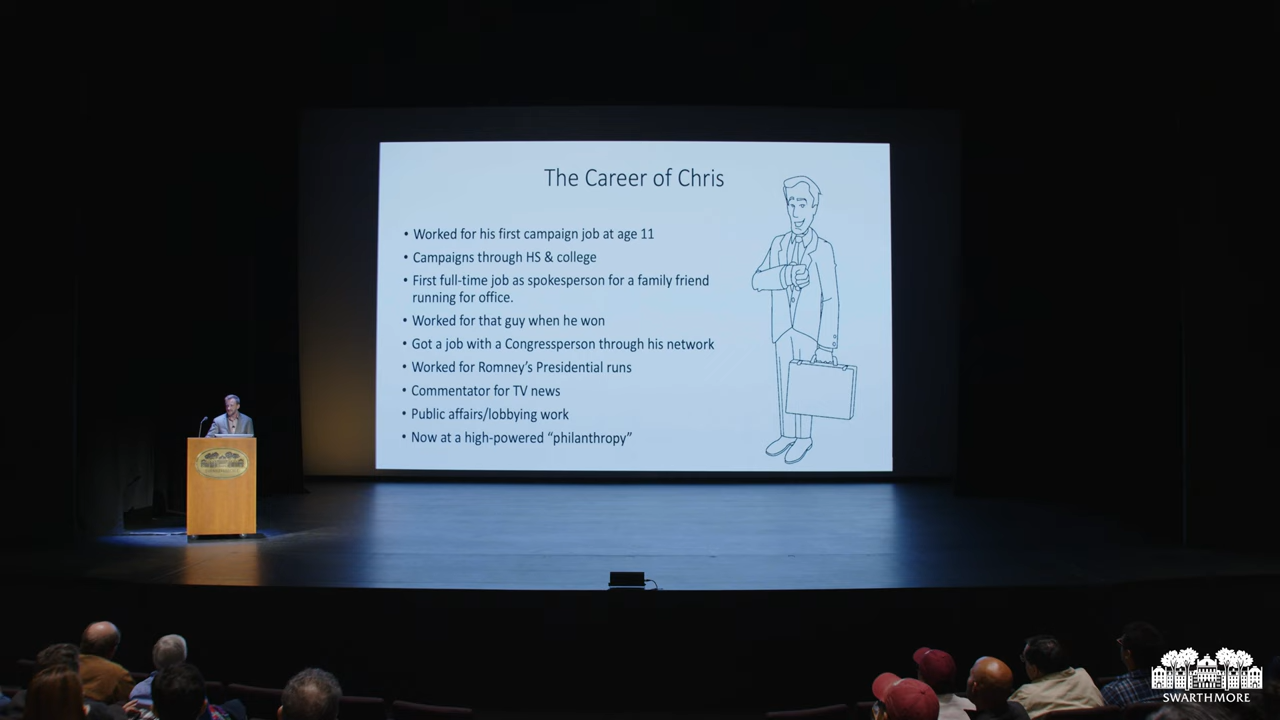 The Career of Chris
• Worked for his first campaign job at age 11
• Campaigns through HS & college
• First full-time job as spokesperson for a family friend
running for office.
• Worked for that guy when he won
• Got a job with a Congressperson through his network
• Worked for Romney's Presidential runs
• Commentator for TV news
• Public affairs/lobbying work
• Now at a high-powered “philanthropy”
SWARTHMORE